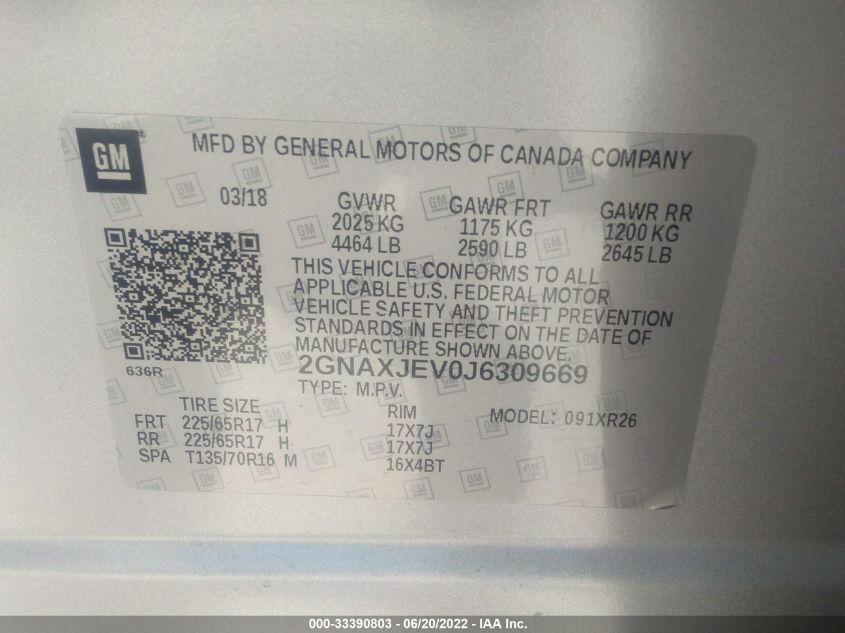 GM
MFD BY GENERAL MOTORS OF CANADA COMPANY
03/18 GVWR GAWR FRT GAWR RR
2025 KG 1175 KG 1200 KG
4464 LB 2590 LB 2645 LB
THIS VEHICLE CONFORMS TO ALL
APPLICABLE U.S. FEDERAL MOTOR
VEHICLE SAFETY AND THEFT PREVENTION
STANDARDS IN EFFECT ON THE DATE OF
MANUFACTURE SHOWN ABOVE.
636R
2GNAXJEV0J6309669
TYPE: M.P.V.
TIRE SIZE RIM MODEL: 091XR26
FRT 225/65R17 H 17X7J
RR 225/65R17 H 17X7J
SPA T135/70R16 M 16X4BT
000-33390803 - 06/20/2022 - IAA Inc.